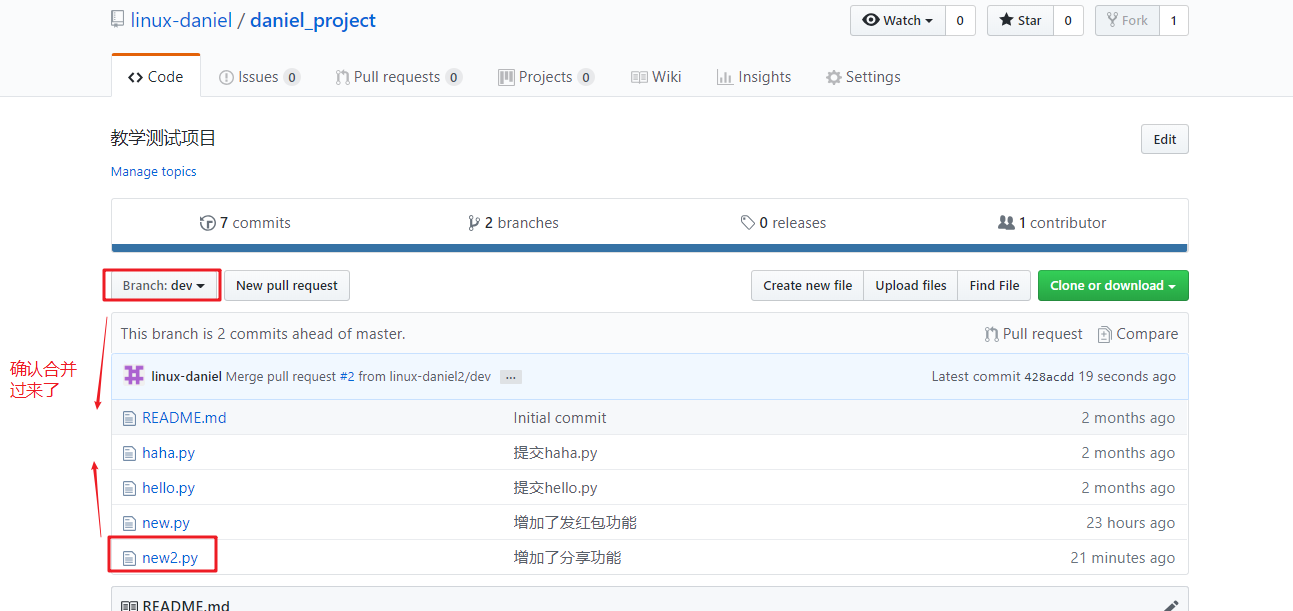 linux-daniel / daniel_project
Watch 0 Star 0 Fork 1
Code Issues 0 Pull requests 0 Projects 0 Wiki Insights Settings
教学测试项目
Edit
Manage topics
7 commits 2 branches 0 releases 1 contributor
Branch: dev New pull request Create new file Upload files Find File Clone or download
This branch is 2 commits ahead of master. Pull request Compare
确认合并
过来了
linux-daniel Merge pull request #2 from linux-daniel2/dev ... Latest commit 428acdd 19 seconds ago
README.md Initial commit 2 months ago
haha.py 提交haha.py 2 months ago
hello.py 提交hello.py 2 months ago
new.py 增加了发红包功能 23 hours ago
new2.py 增加了分享功能 21 minutes ago
README.md